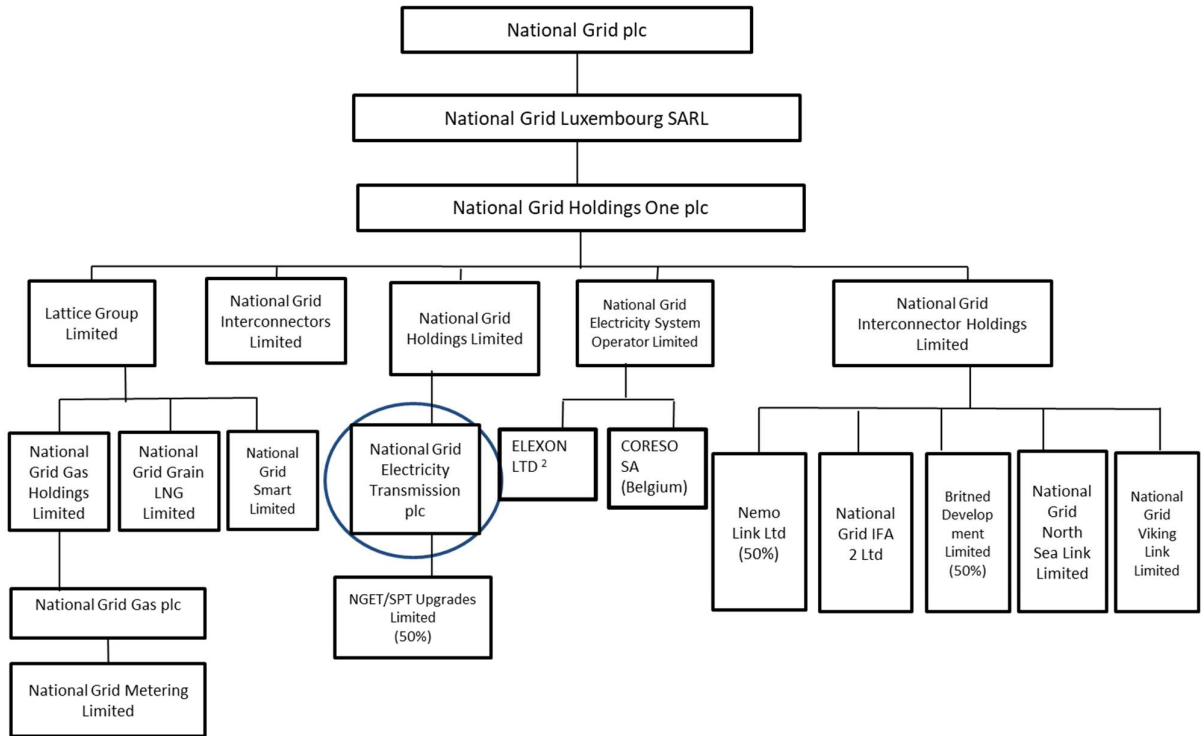 National Grid plc
National Grid Luxembourg SARL
National Grid Holdings One plc
Lattice Group
Limited
National Grid
Interconnectors
Limited
National Grid
Holdings Limited
National Grid
Electricity System
Operator Limited
National Grid
Interconnector Holdings
Limited
National
Grid Gas
Holdings
Limited
National
Grid Grain
LNG
Limited
National
Grid
Smart
Limited
National Grid
Electricity
Transmission
plc
ELEXON
LTD 2
CORESO
SA
(Belgium)
Nemo
Link Ltd
(50%)
National
Grid IFA
2 Ltd
Britned
Develop
ment
Limited
(50%)
National
Grid
North
Sea Link
Limited
National
Grid
Viking
Link
Limited
National Grid Gas plc
NGET/SPT Upgrades
Limited
(50%)
National Grid Metering
Limited